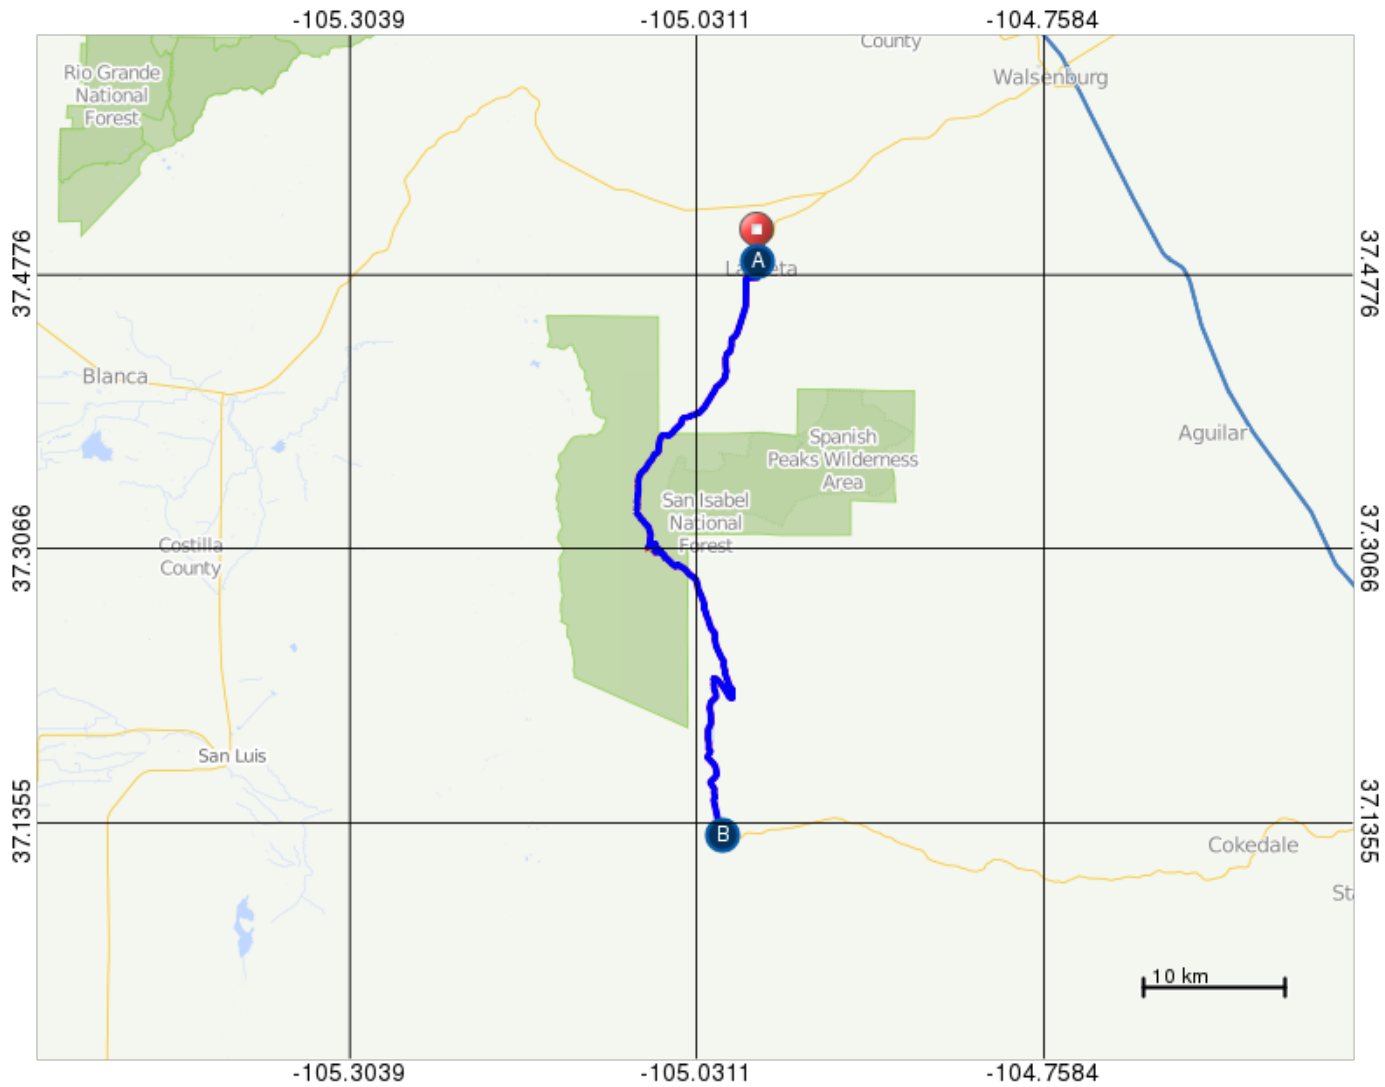 -105.3039
-105.0311
-104.7584
County
Rio Grande
National
Forest
Walsenburg
37.4776
37.4776
A
Blanca
Aguilar
Spanish
Peaks Wilderness
Area
San Isabel
National
Forest
37.3066
37.3066
Costilla
County
San Luis
37.1355
37.1355
B
Cokedale
10 km
-105.3039
-105.0311
-104.7584